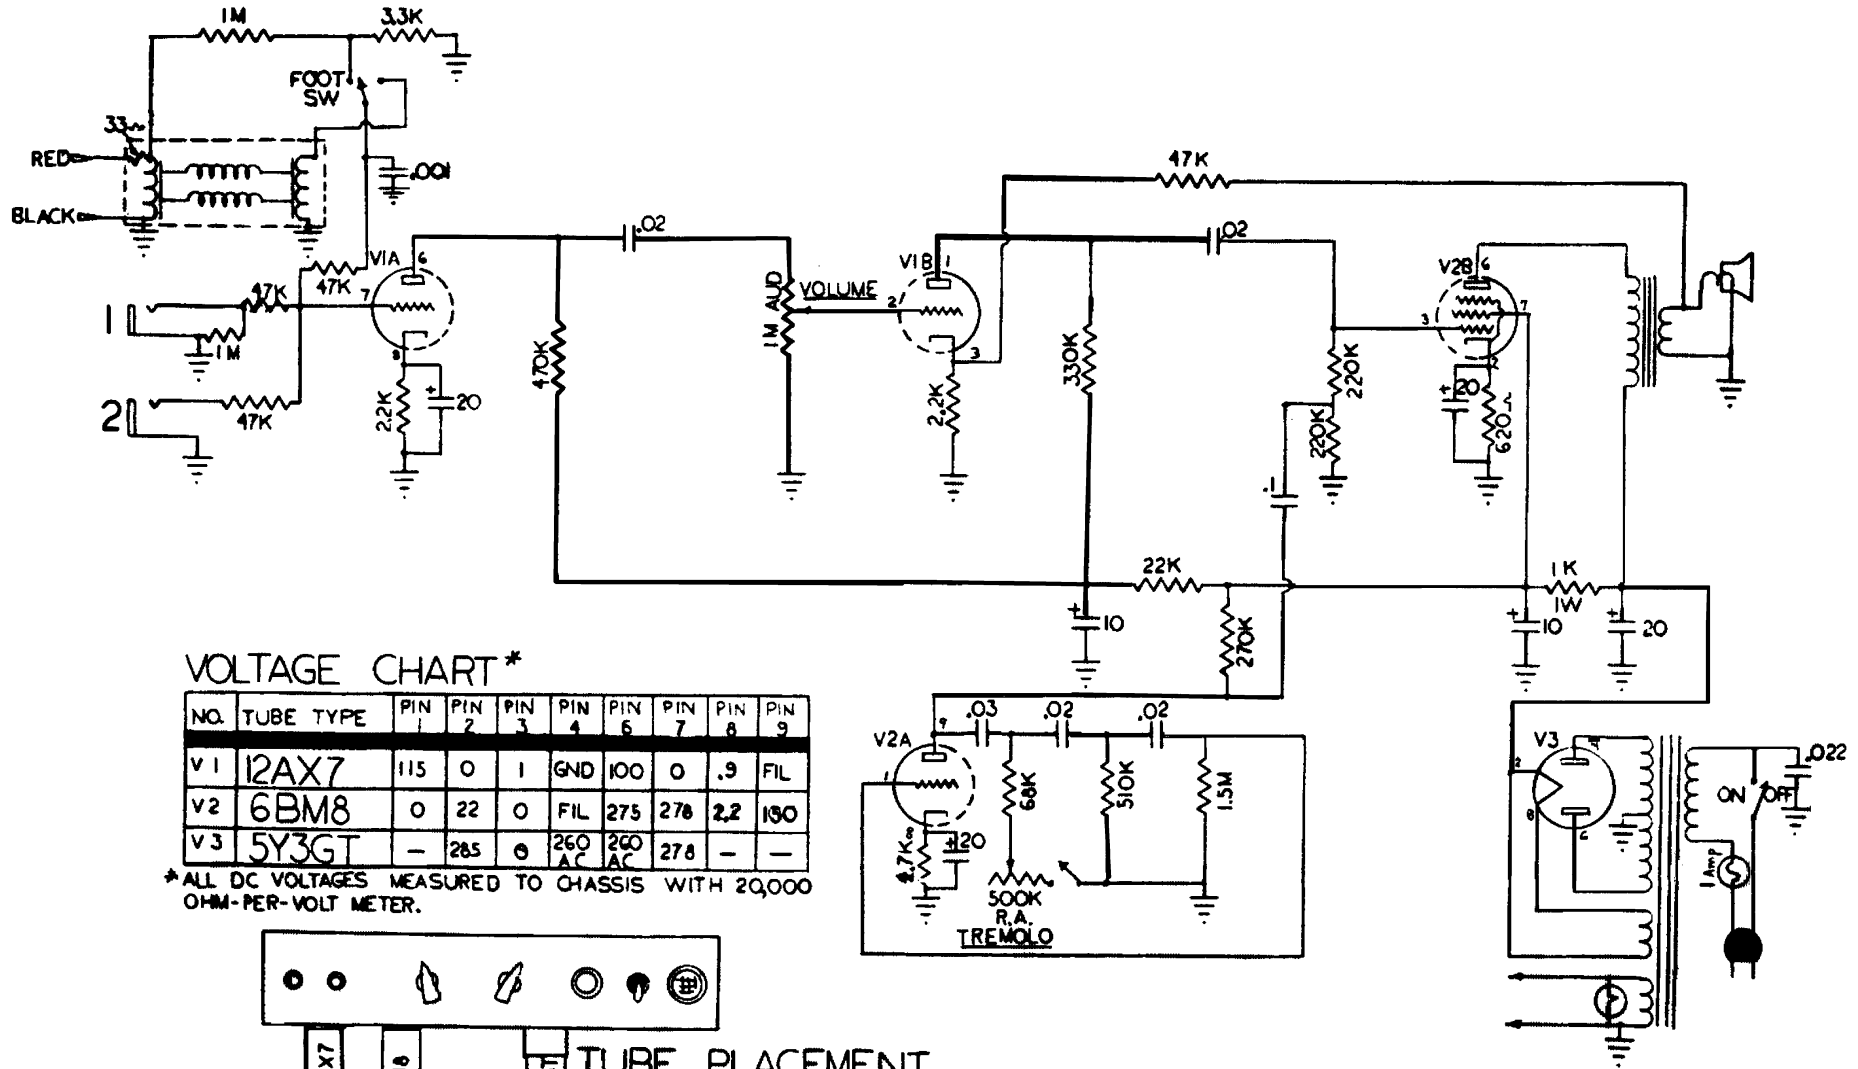 1M
3.3K
FOOT
SW
33
RED
BLACK
.001
47K
.02
.02
V1A
6
V1B
1
V2B
6
47K
47K
7
VOLUME
2
3
7
1
1M
1M AUD
8
3
2
470K
330K
220K
2
47K
2.2K
20
2.2K
220K
20
620Ω
.1
22K
1K
1W
10
270K
10
20
VOLTAGE CHART*
NO. TUBE TYPE PIN 1 PIN 2 PIN 3 PIN 4 PIN 6 PIN 7 PIN 8 PIN 9
V1 12AX7 115 0 1 GND 100 0 .9 FIL
V2 6BM8 0 22 0 FIL 275 278 2.2 150
V3 5Y3GT – 285 0 260 AC 260 AC 278 – –
* ALL DC VOLTAGES MEASURED TO CHASSIS WITH 20,000
OHM-PER-VOLT METER.
9
.03
.02
.02
V2A
1
68K
510K
1.5M
2.7K
20
500K
R.A.
TREMOLO
V3
2
8
6
.022
ON OFF
1 Amp
X7
8
TUBE PLACEMENT